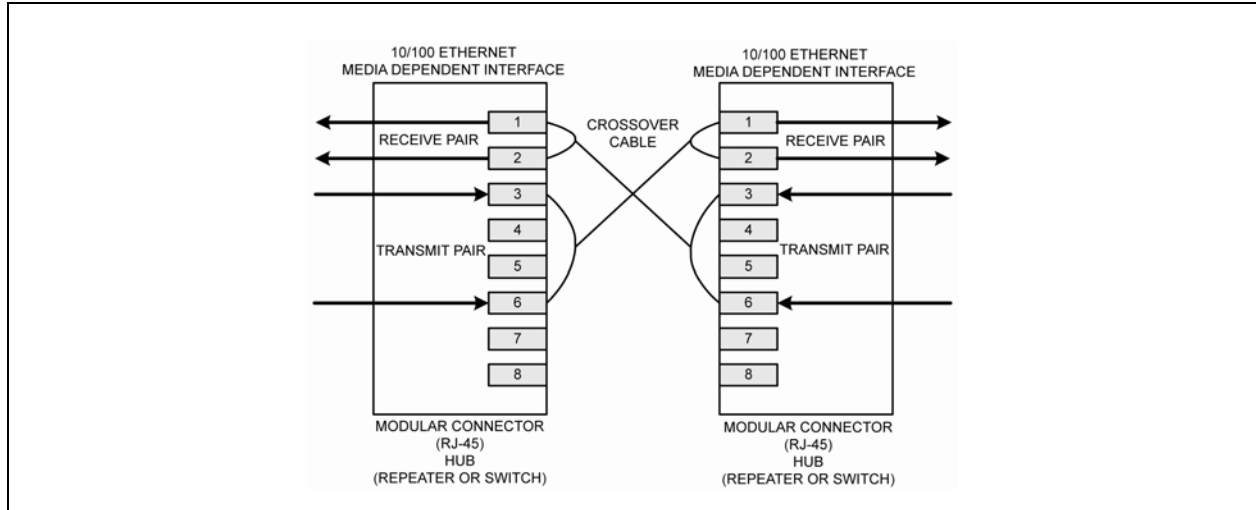 10/100 ETHERNET
MEDIA DEPENDENT INTERFACE
10/100 ETHERNET
MEDIA DEPENDENT INTERFACE
1
RECEIVE PAIR
2
3
4
TRANSMIT PAIR
5
6
7
8
CROSSOVER
CABLE
1
RECEIVE PAIR
2
3
4
TRANSMIT PAIR
5
6
7
8
MODULAR CONNECTOR
(RJ-45)
HUB
(REPEATER OR SWITCH)
MODULAR CONNECTOR
(RJ-45)
HUB
(REPEATER OR SWITCH)